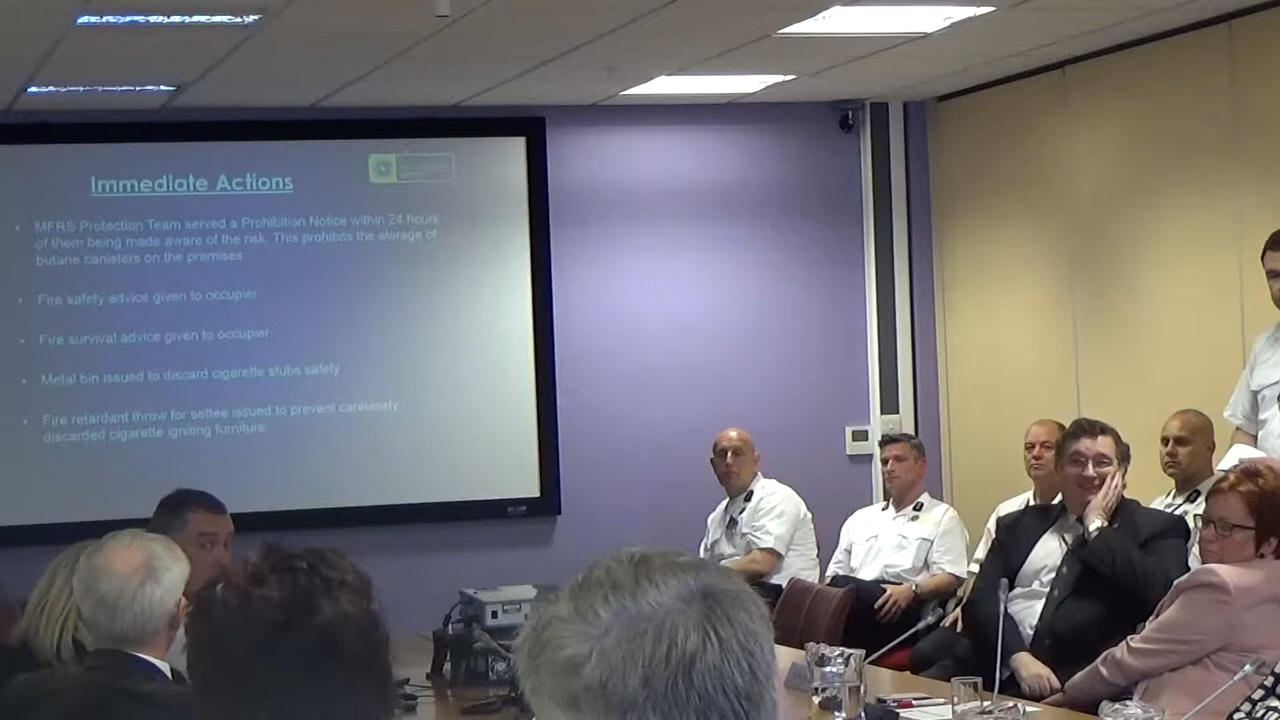 Immediate Actions
• MFRS Protection Team served a Prohibition Notice within 24 hours
of them being made aware of the risk. This prohibits the storage of
butane canisters on the premises
• Fire safety advice given to occupier
• Fire survival advice given to occupier
• Metal bin issued to discard cigarette stubs safely
• Fire retardant throw for settee issued to prevent carelessly
discarded cigarette igniting furniture